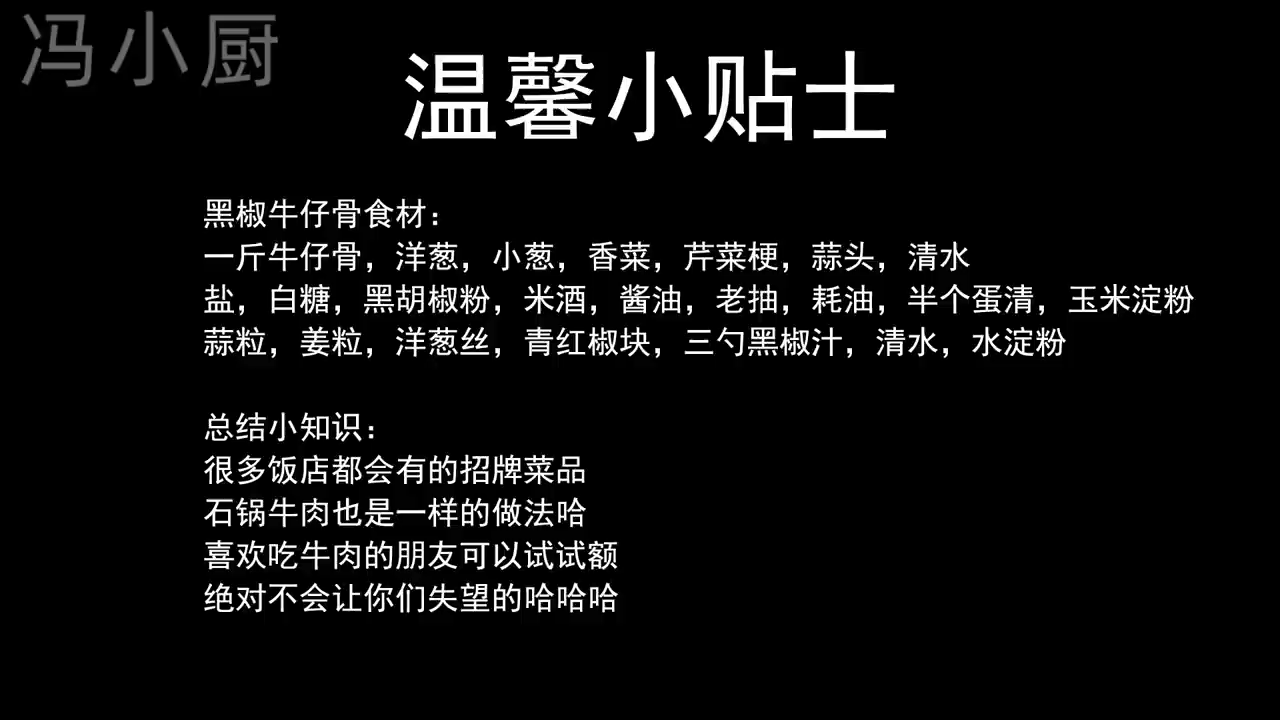 冯小厨
温馨小贴士
黑椒牛仔骨食材：
一斤牛仔骨，洋葱，小葱，香菜，芹菜梗，蒜头，清水
盐，白糖，黑胡椒粉，米酒，酱油，老抽，耗油，半个蛋清，玉米淀粉
蒜粒，姜粒，洋葱丝，青红椒块，三勺黑椒汁，清水，水淀粉
总结小知识：
很多饭店都会有的招牌菜品
石锅牛肉也是一样的做法哈
喜欢吃牛肉的朋友可以试试额
绝对不会让你们失望的哈哈哈